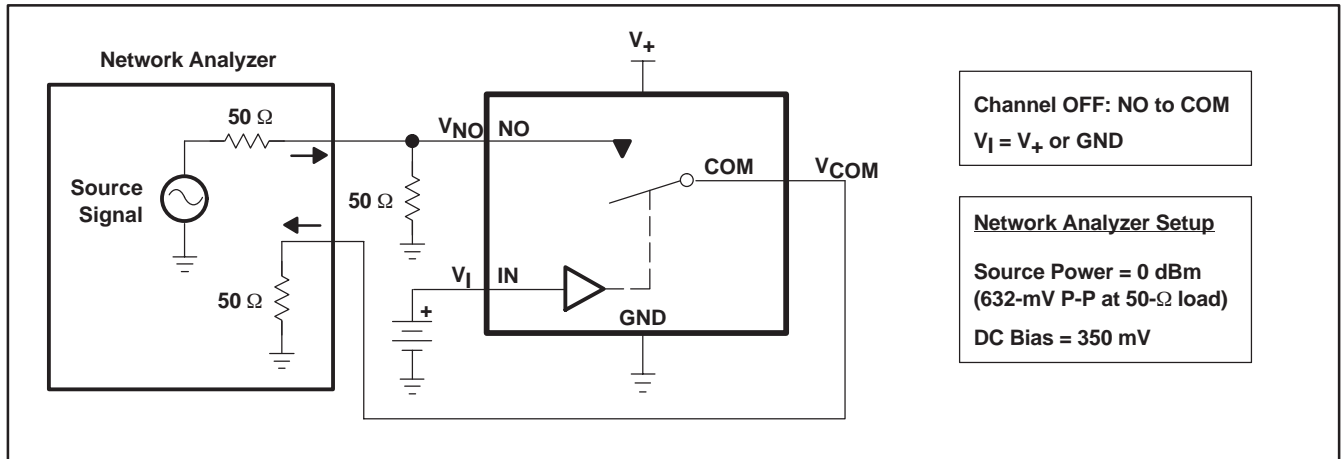 Network Analyzer
50 Ω
Source
Signal
50 Ω
V+
VNO NO
50 Ω
COM
VCOM
VI IN
+
GND
Channel OFF: NO to COM
VI = V+ or GND
Network Analyzer Setup
Source Power = 0 dBm
(632-mV P-P at 50-Ω load)
DC Bias = 350 mV